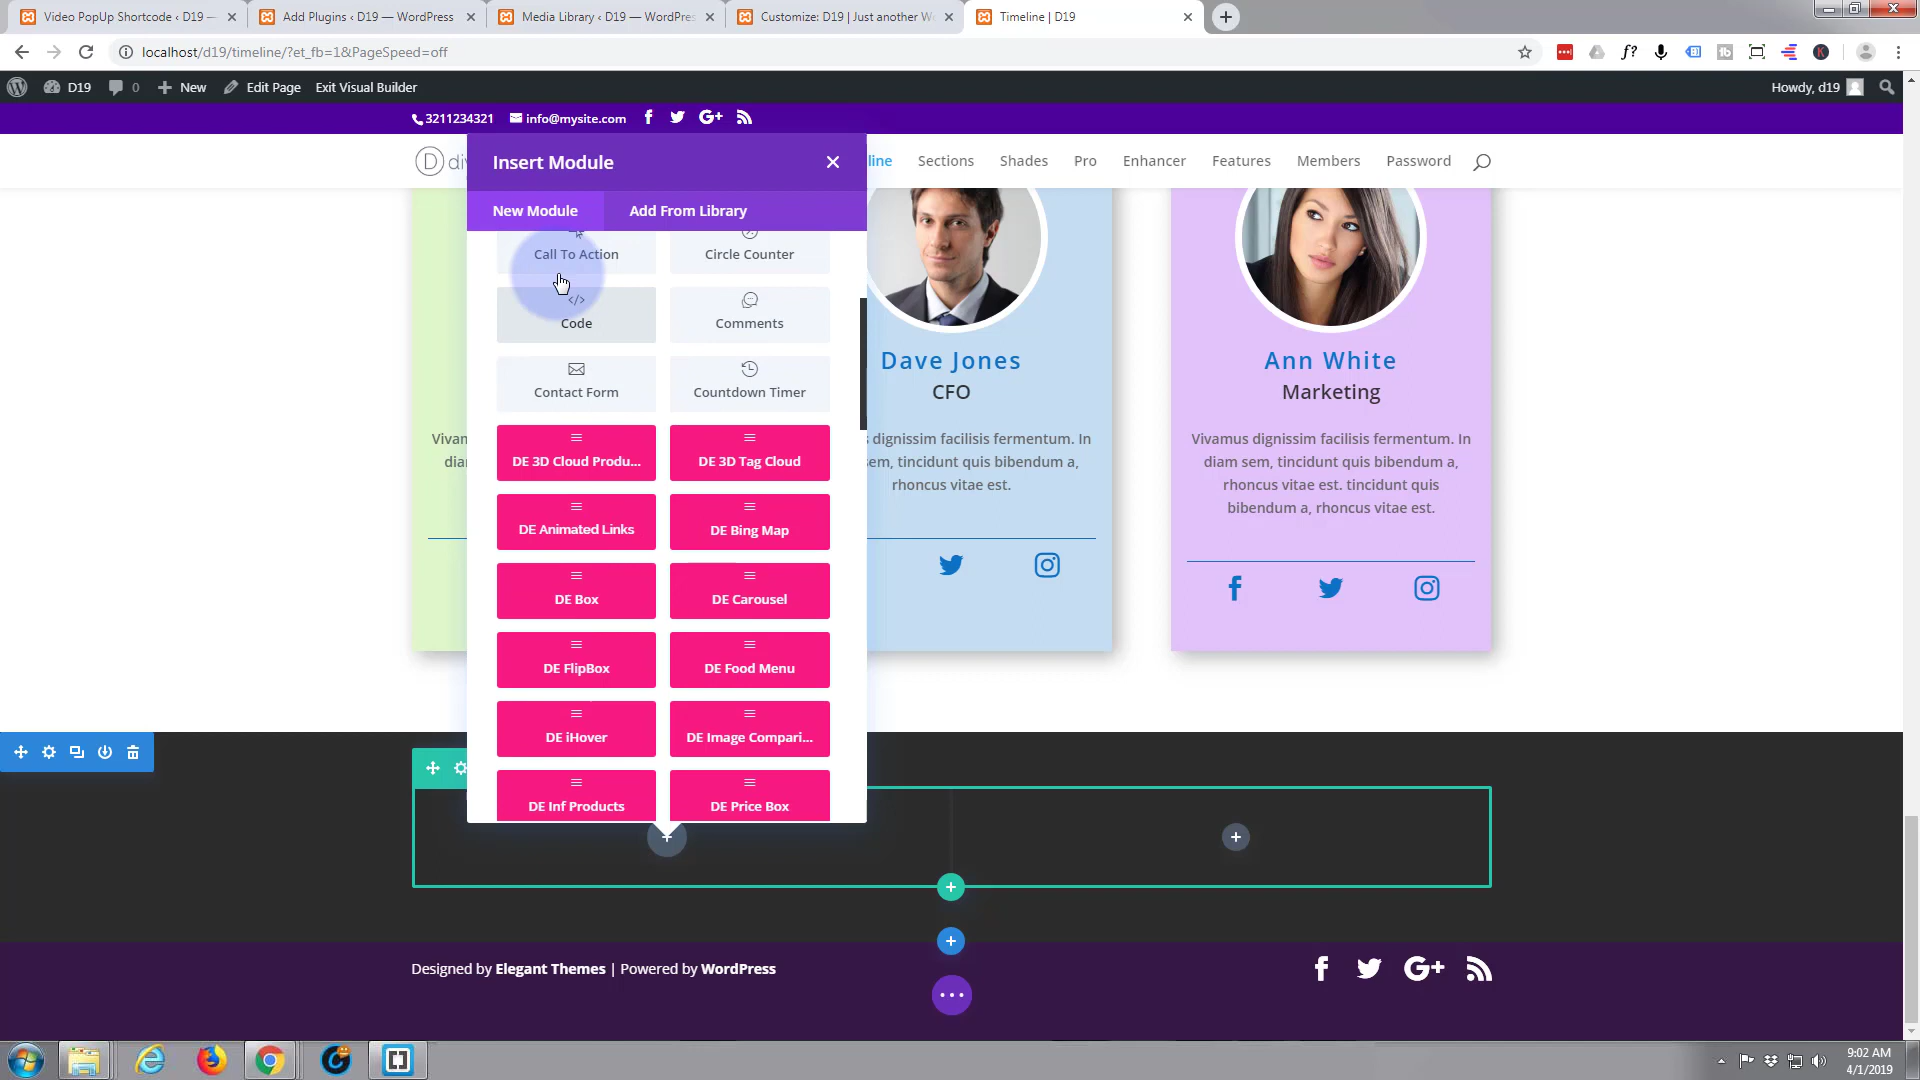 Video PopUp Shortcode ‹ D19 —
Add Plugins ‹ D19 — WordPress
Media Library ‹ D19 — WordPres
Customize: D19 | Just another W
Timeline | D19
localhost/d19/timeline/?et_fb=1&PageSpeed=off
D19
0
New
Edit Page
Exit Visual Builder
Howdy, d19
3211234321
info@mysite.com
Insert Module
line
Sections
Shades
Pro
Enhancer
Features
Members
Password
New Module
Add From Library
Call To Action
Circle Counter
Code
Comments
Contact Form
Countdown Timer
DE 3D Cloud Produ...
DE 3D Tag Cloud
DE Animated Links
DE Bing Map
DE Box
DE Carousel
DE FlipBox
DE Food Menu
DE iHover
DE Image Compari...
DE Inf Products
DE Price Box
Vivam
diam
Dave Jones
CFO
dignissim facilisis fermentum. In
sem, tincidunt quis bibendum a,
rhoncus vitae est.
Ann White
Marketing
Vivamus dignissim facilisis fermentum. In
diam sem, tincidunt quis bibendum a,
rhoncus vitae est. tincidunt quis
bibendum a, rhoncus vitae est.
Designed by Elegant Themes | Powered by WordPress
9:02 AM
4/1/2019